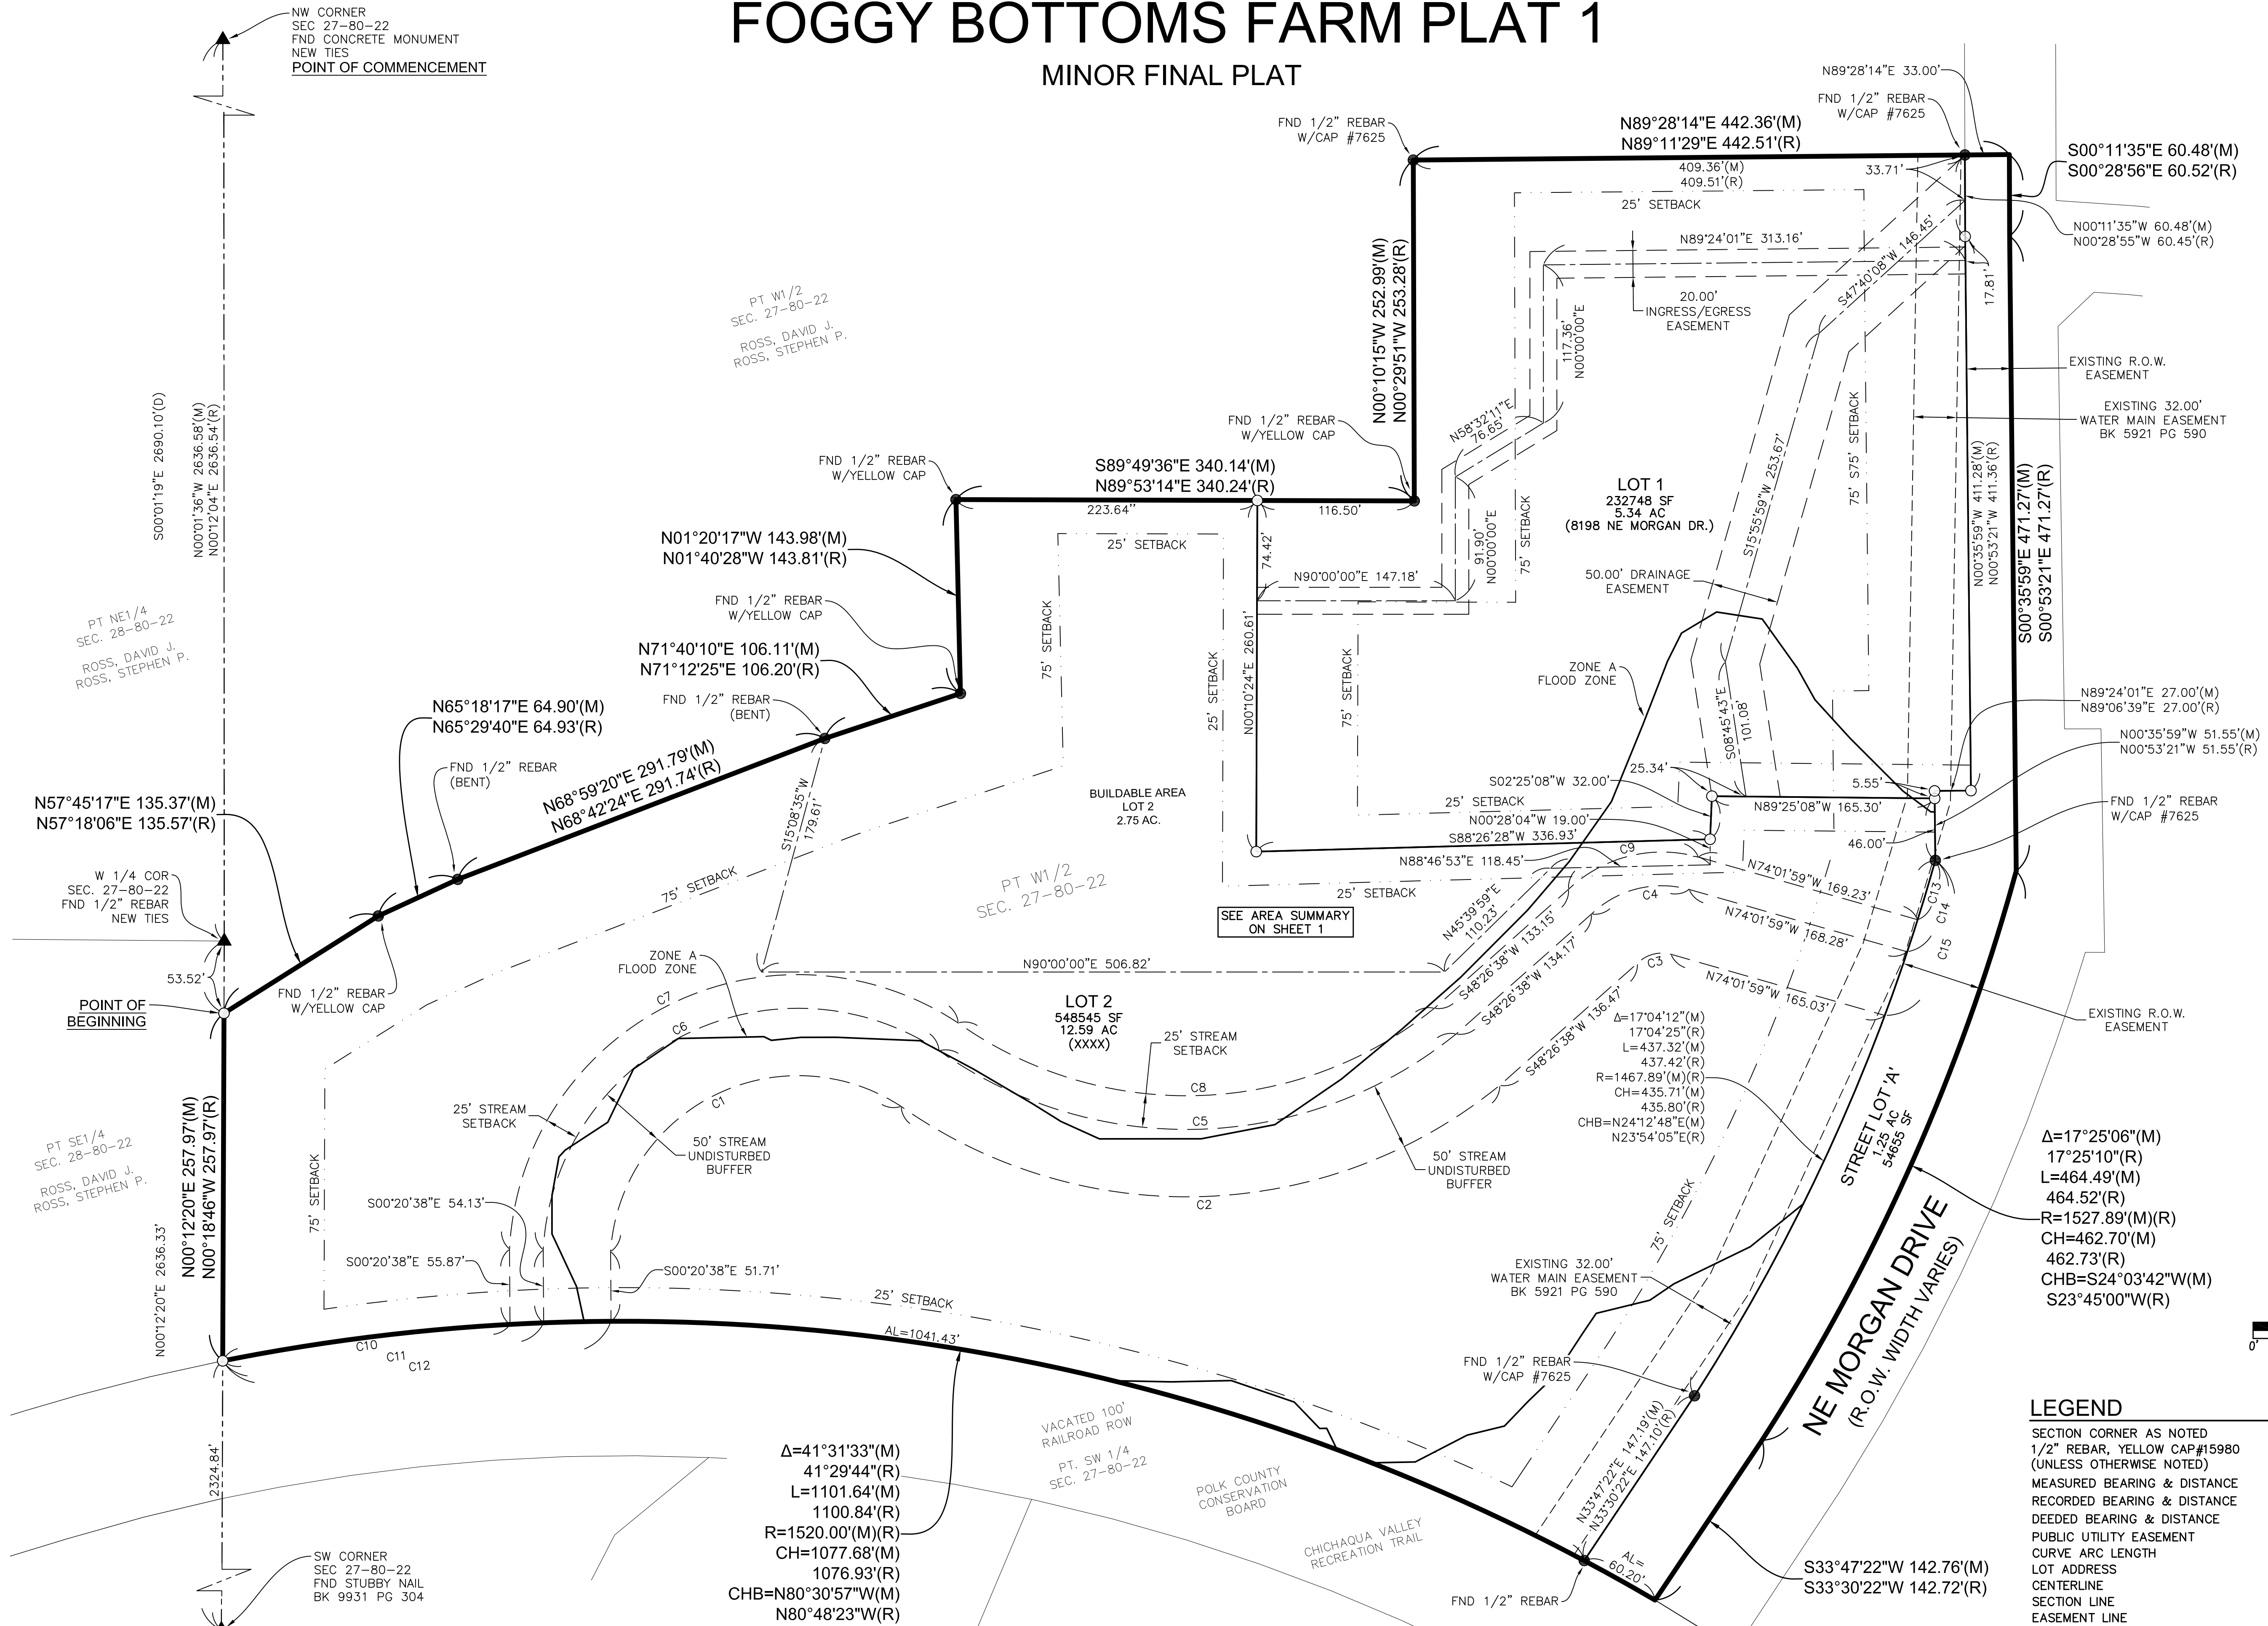 FOGGY BOTTOMS FARM PLAT 1
MINOR FINAL PLAT
NW CORNER
SEC 27-80-22
FND CONCRETE MONUMENT
NEW TIES
POINT OF COMMENCEMENT
N89°28'14"E 33.00'
FND 1/2" REBAR
W/CAP #7625
FND 1/2" REBAR
W/CAP #7625
N89°28'14"E 442.36'(M)
N89°11'29"E 442.51'(R)
409.36'(M)
409.51'(R)
33.71'
S00°11'35"E 60.48'(M)
S00°28'56"E 60.52'(R)
N00°11'35"W 60.48'(M)
N00°28'55"W 60.45'(R)
25' SETBACK
N89°24'01"E 313.16'
S47°40'08"W 146.45'
17.81'
20.00'
INGRESS/EGRESS
EASEMENT
117.36'
N00°00'00"E
N00°10'15"W 252.99'(M)
N00°29'51"W 253.28'(R)
PT W1/2
SEC. 27-80-22
ROSS, DAVID J.
ROSS, STEPHEN P.
EXISTING R.O.W.
EASEMENT
EXISTING 32.00'
WATER MAIN EASEMENT
BK 5921 PG 590
S00°01'19"E 2690.10'(D)
N00°01'36"W 2636.58'(M)
N00°12'04"E 2636.54'(R)
FND 1/2" REBAR
W/YELLOW CAP
FND 1/2" REBAR
W/YELLOW CAP
N58°32'11"E
76.65'
S89°49'36"E 340.14'(M)
N89°53'14"E 340.24'(R)
223.64''
116.50'
LOT 1
232748 SF
5.34 AC
(8198 NE MORGAN DR.)
S15°55'59"W 253.67'
75' SETBACK
S75' SETBACK
N00°35'59"W 411.28'(M)
N00°53'21"W 411.36'(R)
S00°35'59"E 471.27'(M)
S00°53'21"E 471.27'(R)
N01°20'17"W 143.98'(M)
N01°40'28"W 143.81'(R)
25' SETBACK
74.42'
91.90'
N00°00'00"E
N90°00'00"E 147.18'
50.00' DRAINAGE
EASEMENT
FND 1/2" REBAR
W/YELLOW CAP
N71°40'10"E 106.11'(M)
N71°12'25"E 106.20'(R)
FND 1/2" REBAR
(BENT)
PT NE1/4
SEC. 28-80-22
ROSS, DAVID J.
ROSS, STEPHEN P.
75' SETBACK
25' SETBACK
N00°10'24"E 260.61'
75' SETBACK
ZONE A
FLOOD ZONE
S08°45'43"E
101.08'
N89°24'01"E 27.00'(M)
N89°06'39"E 27.00'(R)
N65°18'17"E 64.90'(M)
N65°29'40"E 64.93'(R)
N68°59'20"E 291.79'(M)
N68°42'24"E 291.74'(R)
FND 1/2" REBAR
(BENT)
N00°35'59"W 51.55'(M)
N00°53'21"W 51.55'(R)
S02°25'08"W 32.00'
25.34'
5.55'
N57°45'17"E 135.37'(M)
N57°18'06"E 135.57'(R)
S15°08'35"W
179.61'
BUILDABLE AREA
LOT 2
2.75 AC.
25' SETBACK
N89°25'08"W 165.30'
N00°28'04"W 19.00'
S88°26'28"W 336.93'
46.00'
FND 1/2" REBAR
W/CAP #7625
N88°46'53"E 118.45'
C9
W 1/4 COR
SEC. 27-80-22
FND 1/2" REBAR
NEW TIES
75' SETBACK
PT W1/2
SEC. 27-80-22
25' SETBACK
N74°01'59"W 169.23'
C4
C13
C14
C15
SEE AREA SUMMARY
ON SHEET 1
N45°39'59"E
110.23'
N74°01'59"W 168.28'
53.52'
POINT OF
BEGINNING
FND 1/2" REBAR
W/YELLOW CAP
ZONE A
FLOOD ZONE
N90°00'00"E 506.82'
S48°26'38"W 133.15'
S48°26'38"W 134.17'
S48°26'38"W 136.47'
C3
N74°01'59"W 165.03'
C7
C6
LOT 2
548545 SF
12.59 AC
(XXXX)
25' STREAM
SETBACK
C8
C5
EXISTING R.O.W.
EASEMENT
Δ=17°04'12"(M)
17°04'25"(R)
L=437.32'(M)
437.42'(R)
R=1467.89'(M)(R)
CH=435.71'(M)
435.80'(R)
CHB=N24°12'48"E(M)
N23°54'05"E(R)
STREET LOT 'A'
1.25 AC
54655 SF
25' STREAM
SETBACK
C1
50' STREAM
UNDISTURBED
BUFFER
50' STREAM
UNDISTURBED
BUFFER
C2
N00°12'20"E 257.97'(M)
N00°18'46"W 257.97'(R)
PT SE1/4
SEC. 28-80-22
ROSS, DAVID J.
ROSS, STEPHEN P.
75' SETBACK
S00°20'38"E 54.13'
S00°20'38"E 55.87'
S00°20'38"E 51.71'
N00°12'20"E 2636.33'
75' SETBACK
NE MORGAN DRIVE
(R.O.W. WIDTH VARIES)
Δ=17°25'06"(M)
17°25'10"(R)
L=464.49'(M)
464.52'(R)
R=1527.89'(M)(R)
CH=462.70'(M)
462.73'(R)
CHB=S24°03'42"W(M)
S23°45'00"W(R)
EXISTING 32.00'
WATER MAIN EASEMENT
BK 5921 PG 590
25' SETBACK
AL=1041.43'
C10
C11
C12
0'
FND 1/2" REBAR
W/CAP #7625
N33°47'22"E 147.19'(M)
N33°30'22"E 147.10'(R)
2324.84'
Δ=41°31'33"(M)
41°29'44"(R)
L=1101.64'(M)
1100.84'(R)
R=1520.00'(M)(R)
CH=1077.68'(M)
1076.93'(R)
CHB=N80°30'57"W(M)
N80°48'23"W(R)
VACATED 100'
RAILROAD ROW
PT. SW 1/4
SEC. 27-80-22
POLK COUNTY
CONSERVATION
BOARD
CHICHAQUA VALLEY
RECREATION TRAIL
SW CORNER
SEC 27-80-22
FND STUBBY NAIL
BK 9931 PG 304
FND 1/2" REBAR
AL=
60.20'
S33°47'22"W 142.76'(M)
S33°30'22"W 142.72'(R)
LEGEND
SECTION CORNER AS NOTED
1/2" REBAR, YELLOW CAP#15980
(UNLESS OTHERWISE NOTED)
MEASURED BEARING & DISTANCE
RECORDED BEARING & DISTANCE
DEEDED BEARING & DISTANCE
PUBLIC UTILITY EASEMENT
CURVE ARC LENGTH
LOT ADDRESS
CENTERLINE
SECTION LINE
EASEMENT LINE